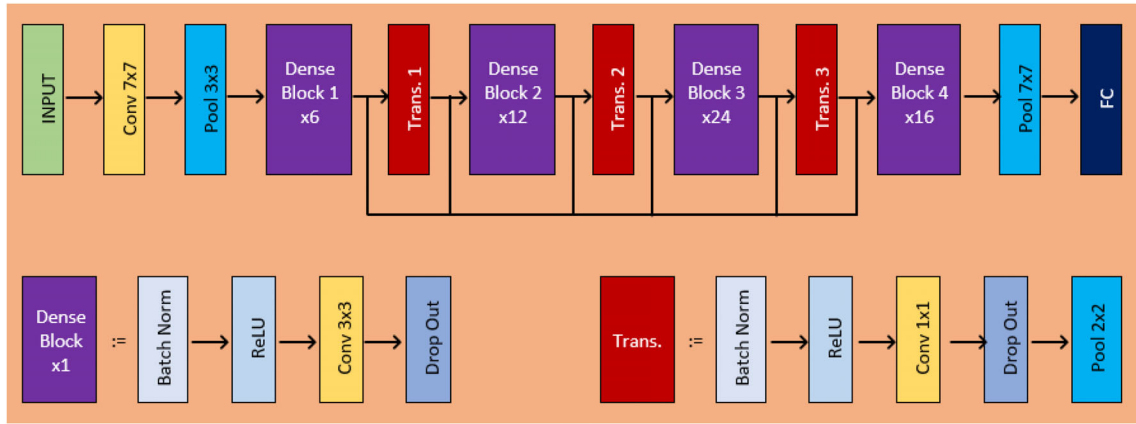 INPUT
Conv 7x7
Pool 3x3
Dense
Block 1
x6
Trans. 1
Dense
Block 2
x12
Trans. 2
Dense
Block 3
x24
Trans. 3
Dense
Block 4
x16
Pool 7x7
FC
Dense
Block
x1
:=
Batch Norm
ReLU
Conv 3x3
Drop Out
Trans.
:=
Batch Norm
ReLU
Conv 1x1
Drop Out
Pool 2x2